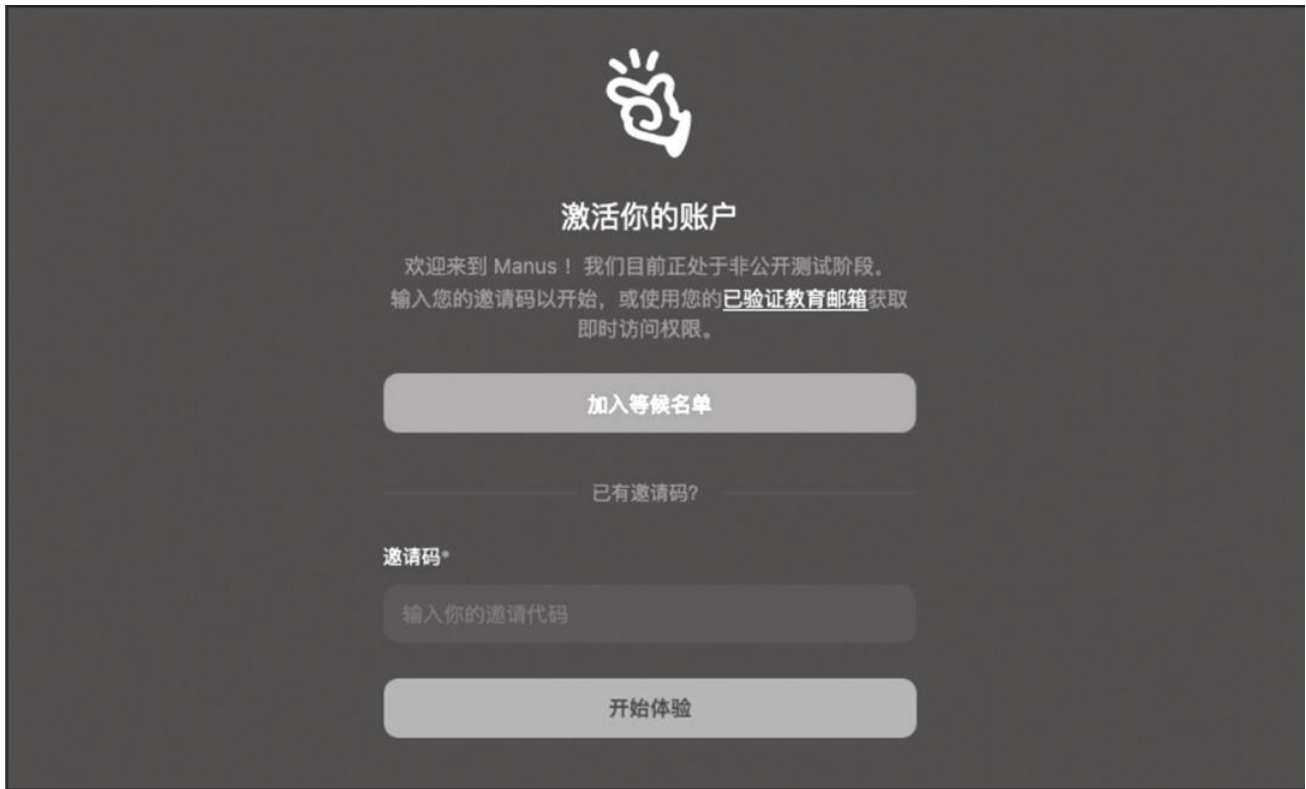 激活你的账户
欢迎来到 Manus ！我们目前正处于非公开测试阶段。
输入您的邀请码以开始，或使用您的已验证教育邮箱获取
即时访问权限。
加入等候名单
已有邀请码?
邀请码*
输入你的邀请代码
开始体验